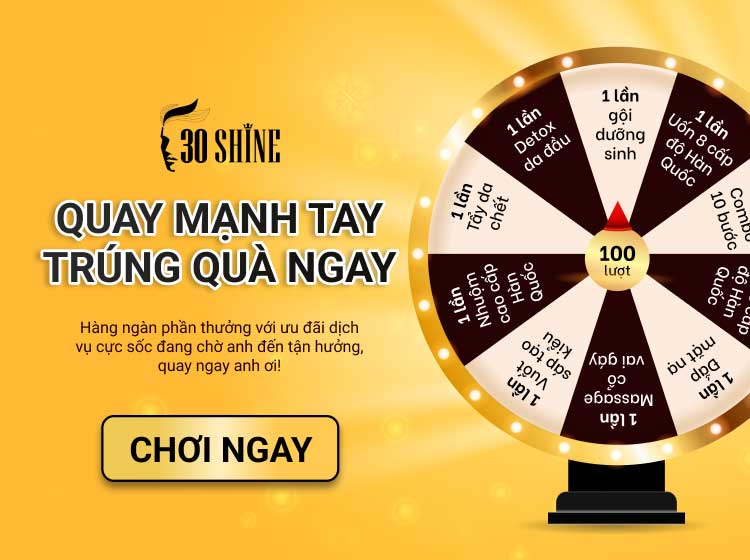 30 SHINE
QUAY MẠNH TAY
TRÚNG QUÀ NGAY
Hàng ngàn phần thưởng với ưu đãi dịch
vụ cực sốc đang chờ anh đến tận hưởng,
quay ngay anh ơi!
CHƠI NGAY
1 lần
gội
dưỡng
sinh
1 lần
Uốn 8 cấp
độ Hàn
Quốc
Combo
10 bước
cấp
độ Hàn
Quốc
1 lần
Đắp
mặt nạ
1 lần
Massage
cổ
vai gáy
1 lần
Vuốt
sáp tạo
kiểu
1 lần
Nhuộm
cao cấp
Hàn
Quốc
1 lần
Tẩy da
chết
1 lần
Detox
da đầu
100
lượt